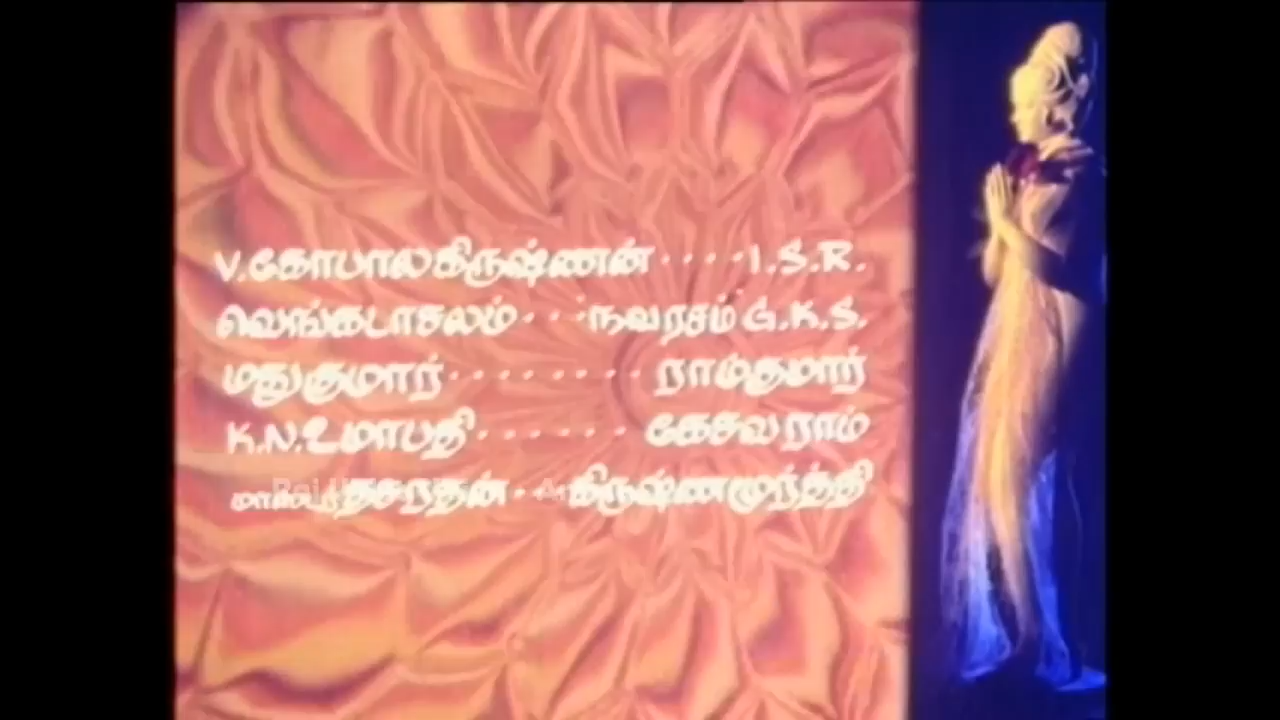 V.கோபாலகிருஷ்ணன் .... I.S.R.
வெங்கடாசலம் ... நவரசம் G.K.S.
மதுகுமார் ........ ராம்குமார்
K.N.உமாபதி ...... கேசவராம்
தசரதன் ... கிருஷ்ணமூர்த்தி